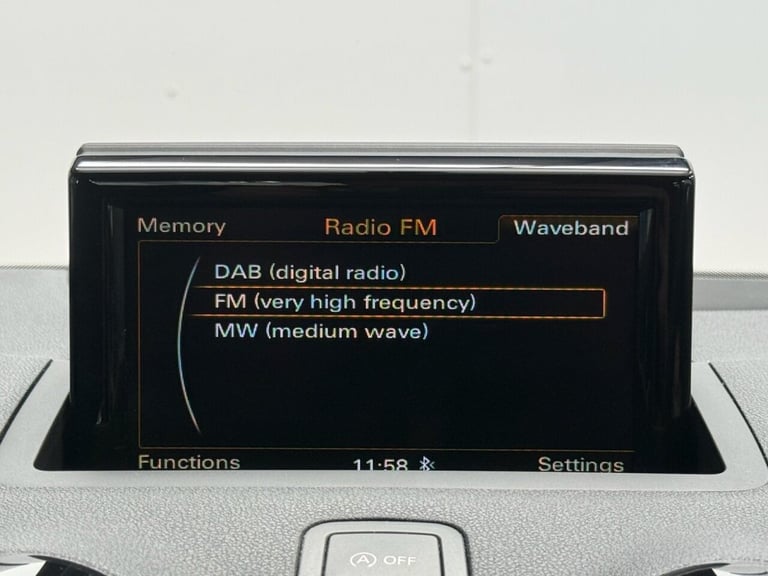 Memory Radio FM Waveband
DAB (digital radio)
FM (very high frequency)
MW (medium wave)
Functions 11:58 Settings
A OFF